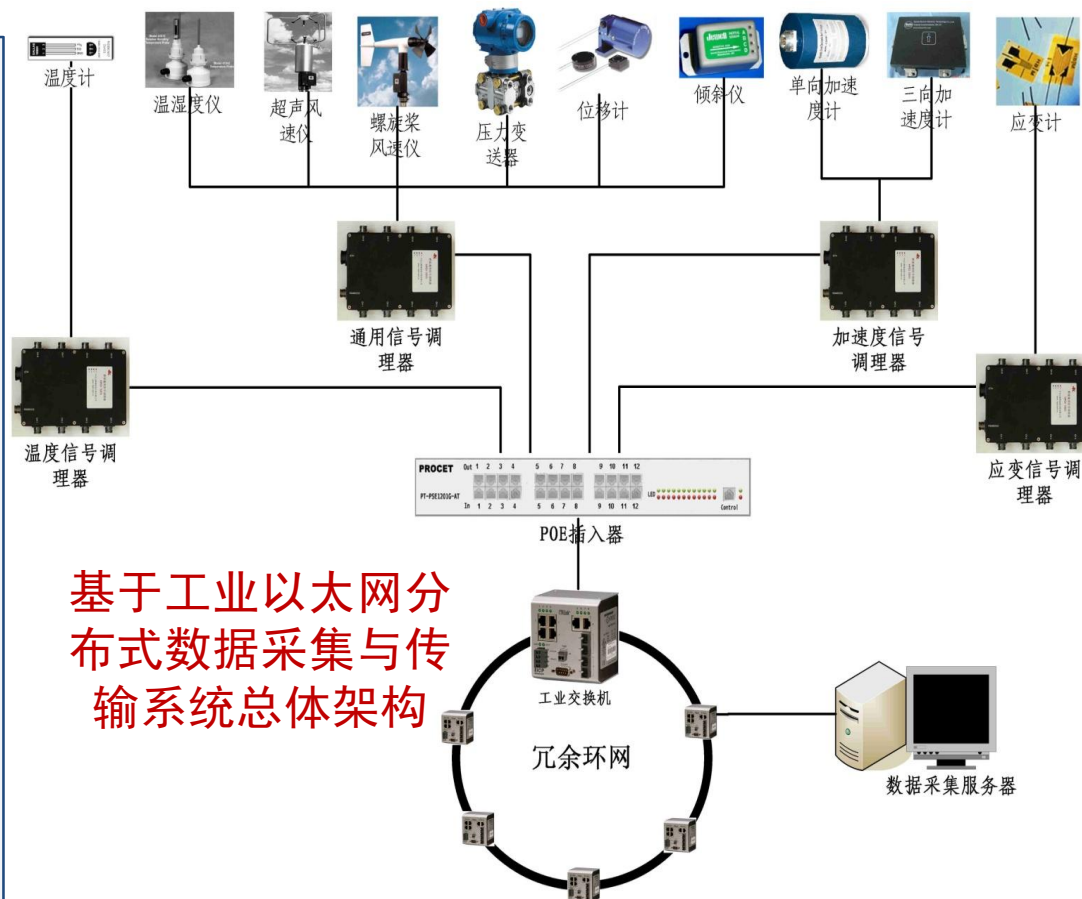 温度计
温湿度仪
超声风
速仪
螺旋桨
风速仪
压力变
送器
位移计
倾斜仪
单向加速
度计
三向加
速度计
应变计
通用信号调
理器
加速度信号
调理器
温度信号调
理器
应变信号调
理器
PROCET Out 1 2 3 4 5 6 7 8 9 10 11 12
PT-PSE1201G-AT LED
In 1 2 3 4 5 6 7 8 9 10 11 12 Control
POE插入器
基于工业以太网分
布式数据采集与传
输系统总体架构
工业交换机
冗余环网
数据采集服务器